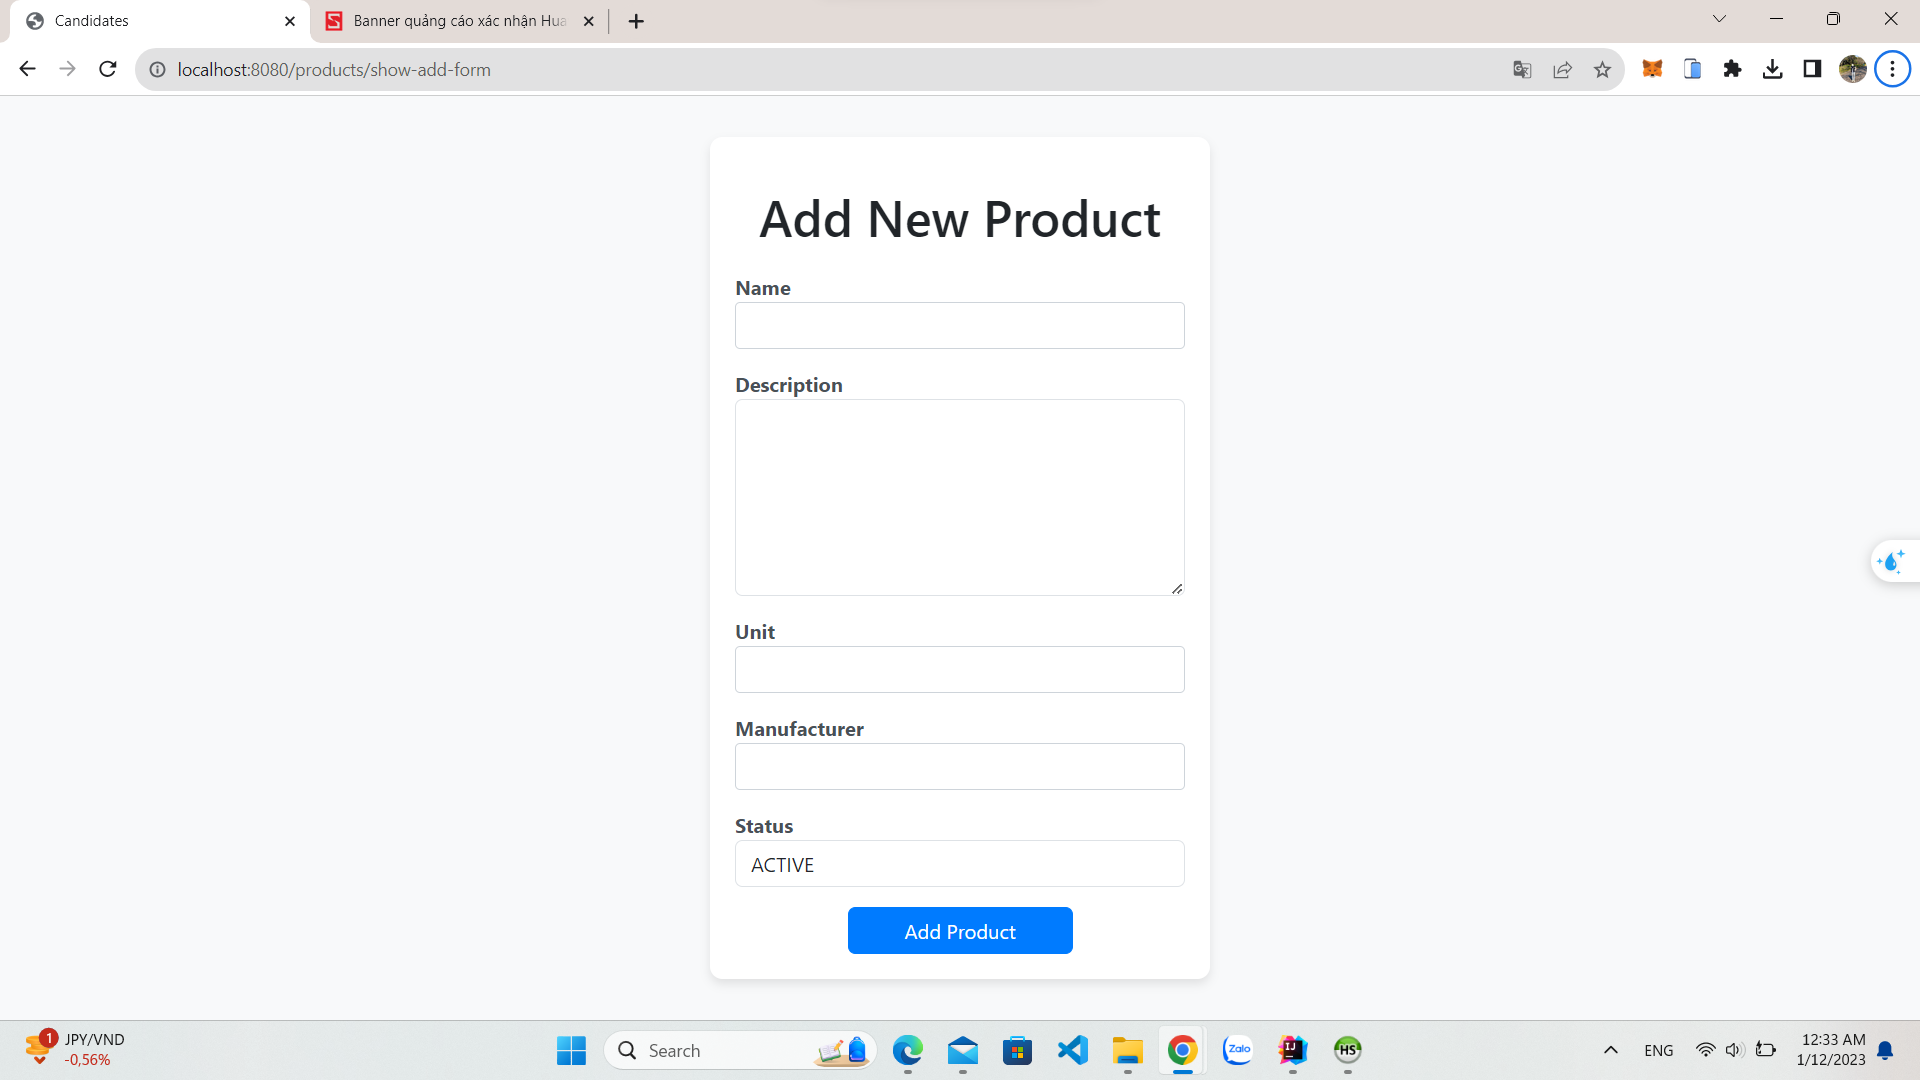 Candidates
Banner quảng cáo xác nhận Hua
localhost:8080/products/show-add-form
Add New Product
Name
Description
Unit
Manufacturer
Status
ACTIVE
Add Product
1
JPY/VND
-0,56%
Search
Zalo
IJ
HS
ENG
12:33 AM
1/12/2023